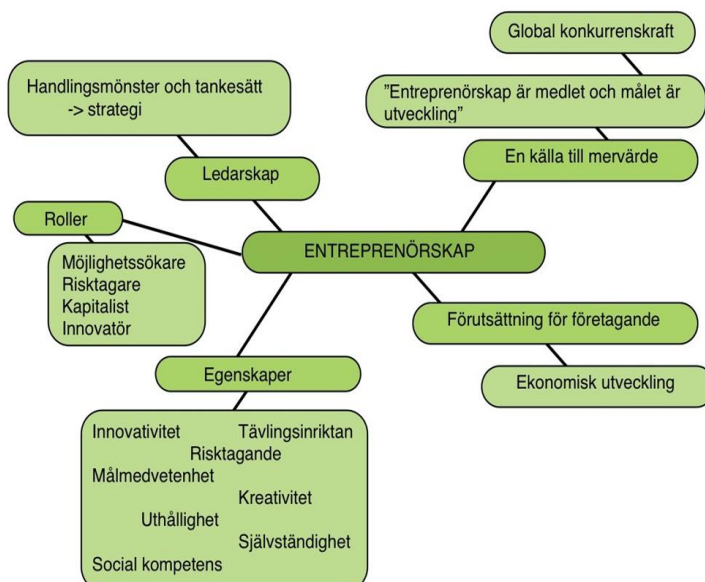 Global konkurrenskraft
Handlingsmönster och tankesätt
-> strategi
”Entreprenörskap är medlet och målet är
utveckling”
En källa till mervärde
Ledarskap
Roller
Möjlighetssökare
Risktagare
Kapitalist
Innovatör
ENTREPRENÖRSKAP
Förutsättning för företagande
Ekonomisk utveckling
Egenskaper
Innovativitet Tävlingsinriktan
Risktagande
Målmedvetenhet
Kreativitet
Uthållighet
Självständighet
Social kompetens